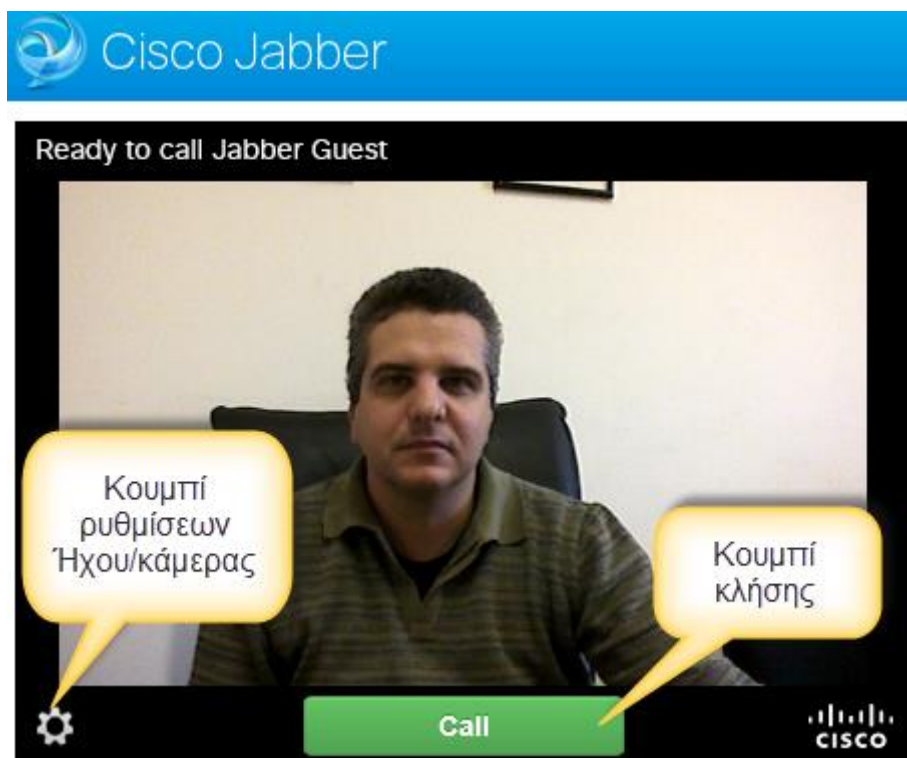 Cisco Jabber
Ready to call Jabber Guest
Κουμπί
ρυθμίσεων
Ήχου/κάμερας
Κουμπί
κλήσης
Call
CISCO